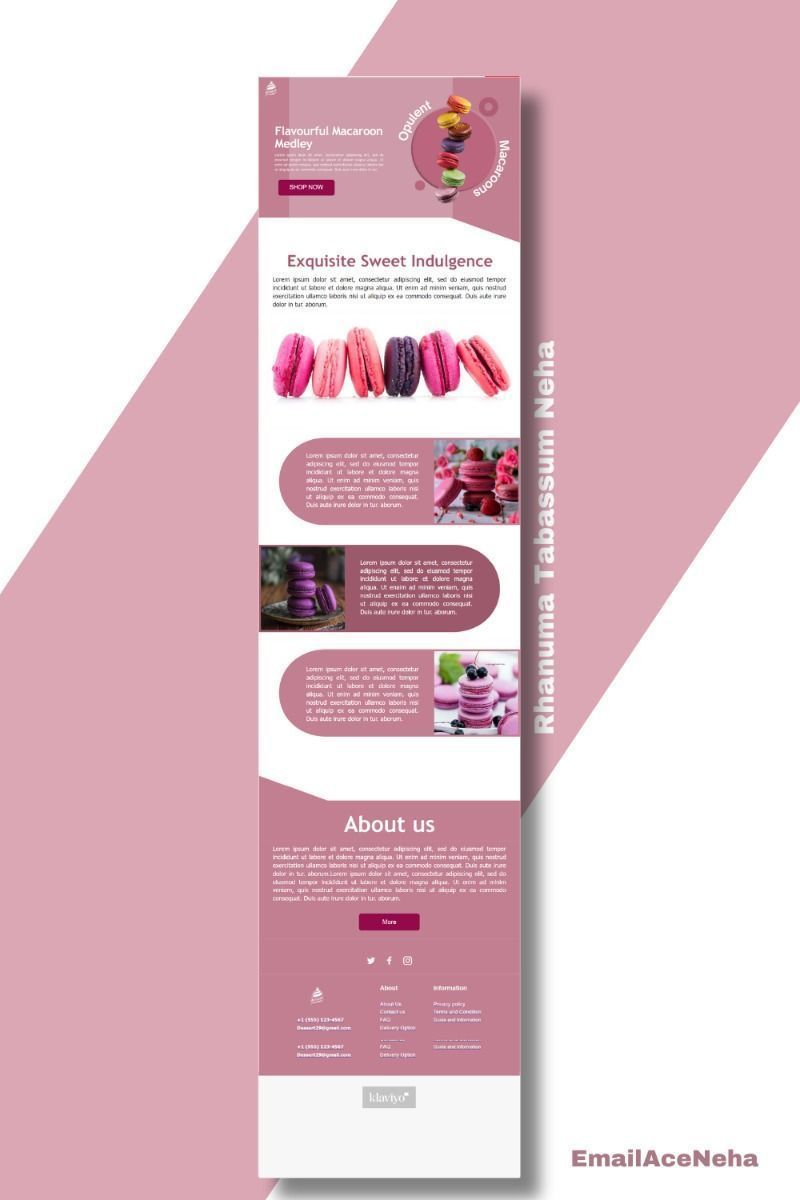 Flavourful Macaroon
Medley
SHOP NOW
Opulent
Macaroons
Exquisite Sweet Indulgence
Lorem ipsum dolor sit amet, consectetur adipiscing elit, sed do eiusmod tempor
incididunt ut labore et dolore magna aliqua. Ut enim ad minim veniam, quis nostrud
exercitation ullamco laboris nisi ut aliquip ex ea commodo consequat. Duis aute irure
dolor in tur. aborum.
Lorem ipsum dolor sit amet, consectetur
adipiscing elit, sed do eiusmod tempor
incididunt ut labore et dolore magna
aliqua. Ut enim ad minim veniam, quis
nostrud exercitation ullamco laboris nisi
ut aliquip ex ea commodo consequat.
Duis aute irure dolor in tur. aborum.
Lorem ipsum dolor sit amet, consectetur
adipiscing elit, sed do eiusmod tempor
incididunt ut labore et dolore magna
aliqua. Ut enim ad minim veniam, quis
nostrud exercitation ullamco laboris nisi
ut aliquip ex ea commodo consequat.
Duis aute irure dolor in tur. aborum.
Lorem ipsum dolor sit amet, consectetur
adipiscing elit, sed do eiusmod tempor
incididunt ut labore et dolore magna
aliqua. Ut enim ad minim veniam, quis
nostrud exercitation ullamco laboris nisi
ut aliquip ex ea commodo consequat.
Duis aute irure dolor in tur. aborum.
Rhanuma Tabassum Neha
About us
Lorem ipsum dolor sit amet, consectetur adipiscing elit, sed do eiusmod tempor
incididunt ut labore et dolore magna aliqua. Ut enim ad minim veniam, quis nostrud
exercitation ullamco laboris nisi ut aliquip ex ea commodo consequat. Duis aute irure
dolor in tur. aborum.Lorem ipsum dolor sit amet, consectetur adipiscing elit, sed do
eiusmod tempor incididunt ut labore et dolore magna aliqua. Ut enim ad minim
veniam, quis nostrud exercitation ullamco laboris nisi ut aliquip ex ea commodo
consequat. Duis aute irure dolor in tur. aborum.
More
About
About Us
Contact us
FAQ
Delivery Option
Information
Privacy policy
Terms and Condition
Guide and Information
+1 (555) 123-4567
Dessert29@gmail.com
FAQ
Delivery Option
Guide and Information
+1 (555) 123-4567
Dessert29@gmail.com
klaviyo
EmailAceNeha